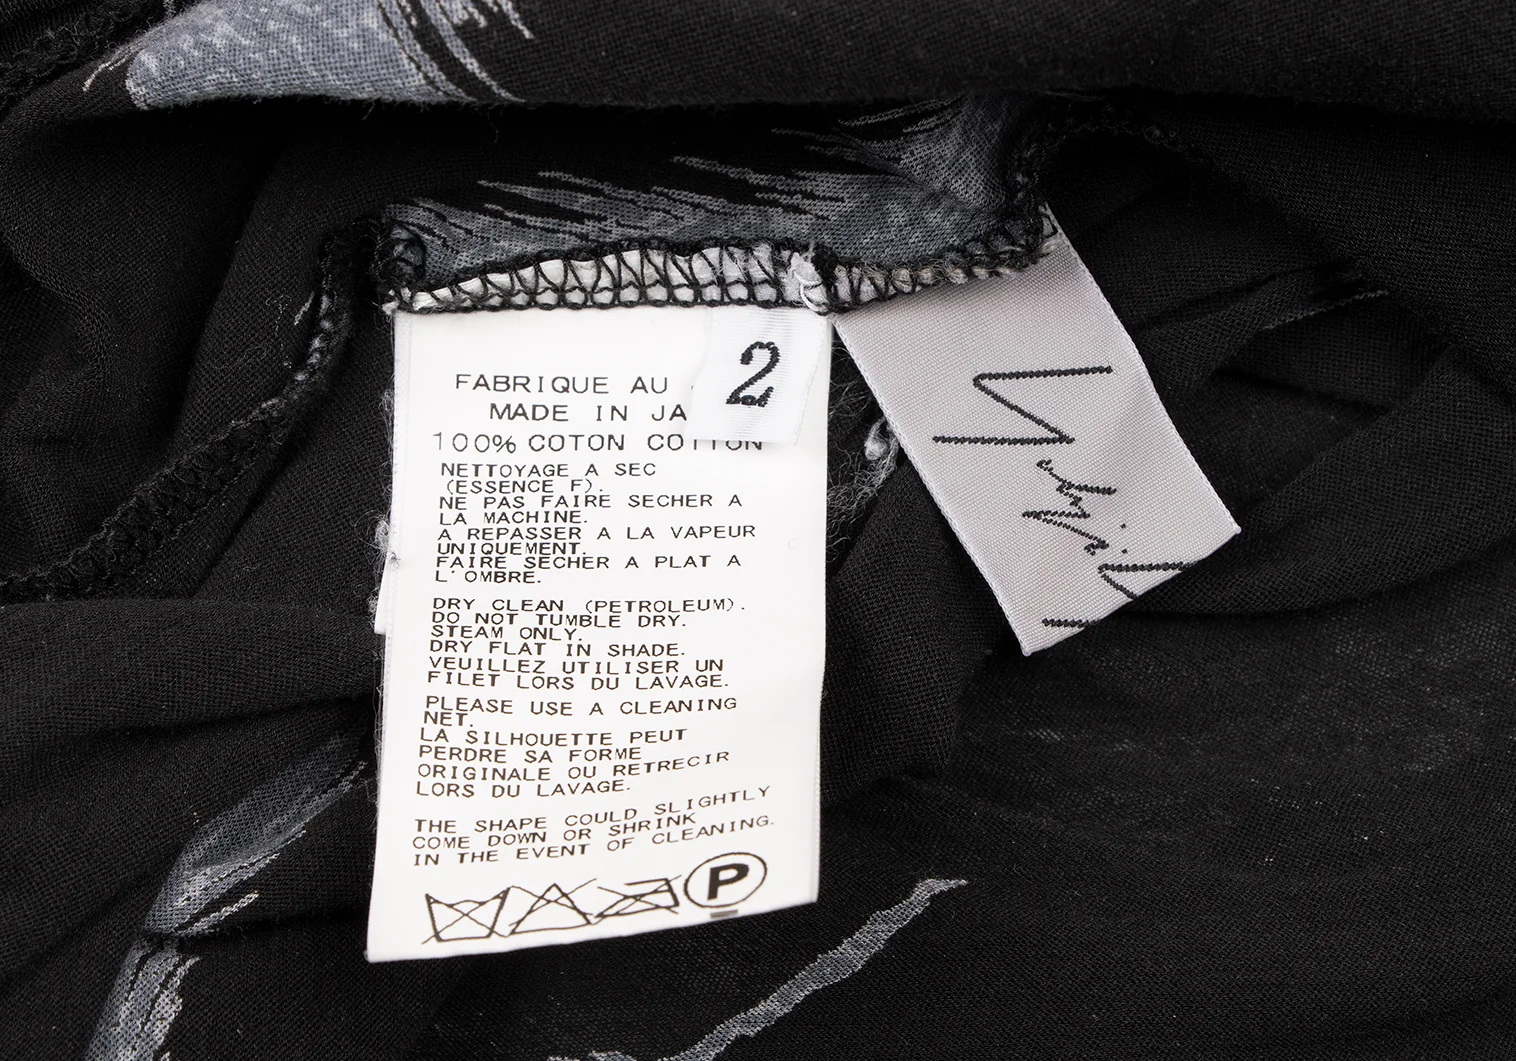 FABRIQUE AU
MADE IN JA
2
100% COTON COTTON
NETTOYAGE A SEC
(ESSENCE F).
NE PAS FAIRE SECHER A
LA MACHINE.
A REPASSER A LA VAPEUR
UNIQUEMENT.
FAIRE SECHER A PLAT A
L'OMBRE.
DRY CLEAN (PETROLEUM).
DO NOT TUMBLE DRY.
STEAM ONLY.
DRY FLAT IN SHADE.
VEUILLEZ UTILISER UN
FILET LORS DU LAVAGE.
PLEASE USE A CLEANING
NET.
LA SILHOUETTE PEUT
PERDRE SA FORME
ORIGINALE OU RETRECIR
LORS DU LAVAGE.
THE SHAPE COULD SLIGHTLY
COME DOWN OR SHRINK
IN THE EVENT OF CLEANING.
P